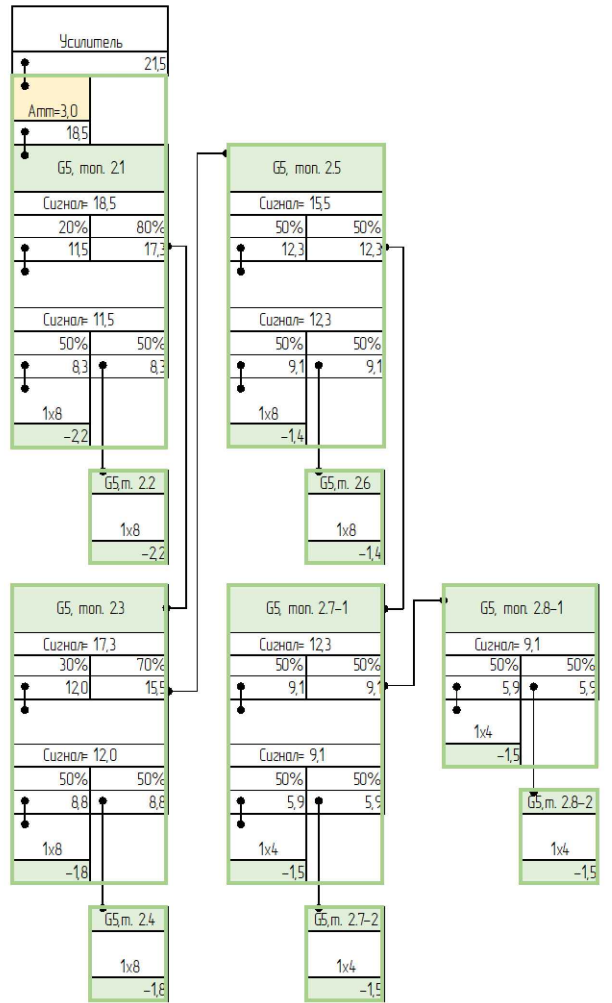 Усилитель
21,5
Атт=3,0
18,5
G5, топ. 2.1
Сигнал= 18,5
20% 80%
11,5 17,3
Сигнал= 11,5
50% 50%
8,3 8,3
1х8
-2,2
G5,т. 2.2
1х8
-2,2
G5, топ. 2.3
Сигнал= 17,3
30% 70%
12,0 15,5
Сигнал= 12,0
50% 50%
8,8 8,8
1х8
-1,8
G5,т. 2.4
1х8
-1,8
G5, топ. 2.5
Сигнал= 15,5
50% 50%
12,3 12,3
Сигнал= 12,3
50% 50%
9,1 9,1
1х8
-1,4
G5,т. 2.6
1х8
-1,4
G5, топ. 2.7-1
Сигнал= 12,3
50% 50%
9,1 9,1
Сигнал= 9,1
50% 50%
5,9 5,9
1х4
-1,5
G5,т. 2.7-2
1х4
-1,5
G5, топ. 2.8-1
Сигнал= 9,1
50% 50%
5,9 5,9
1х4
-1,5
G5,т. 2.8-2
1х4
-1,5